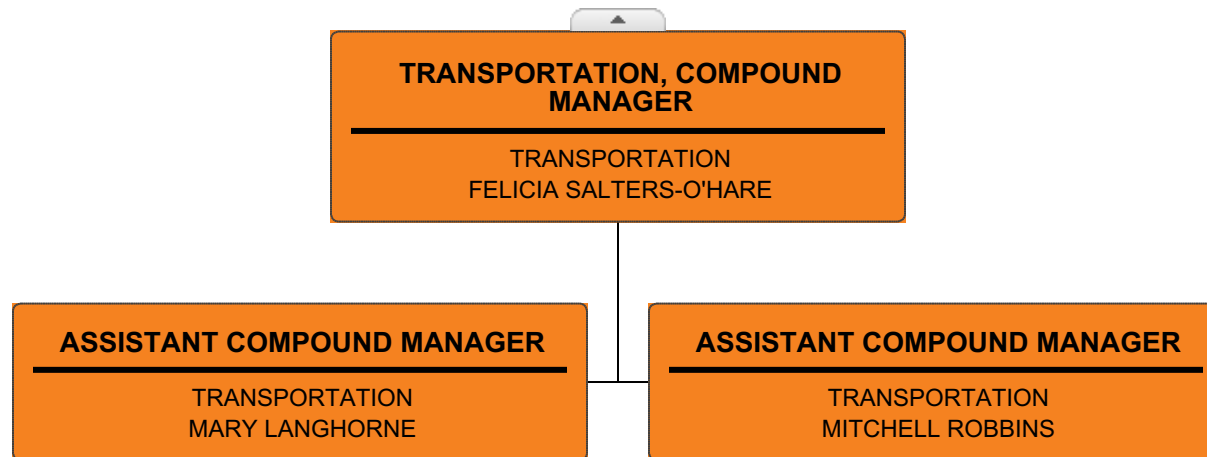 TRANSPORTATION, COMPOUND
MANAGER
TRANSPORTATION
FELICIA SALTERS-O'HARE
ASSISTANT COMPOUND MANAGER
TRANSPORTATION
MARY LANGHORNE
ASSISTANT COMPOUND MANAGER
TRANSPORTATION
MITCHELL ROBBINS